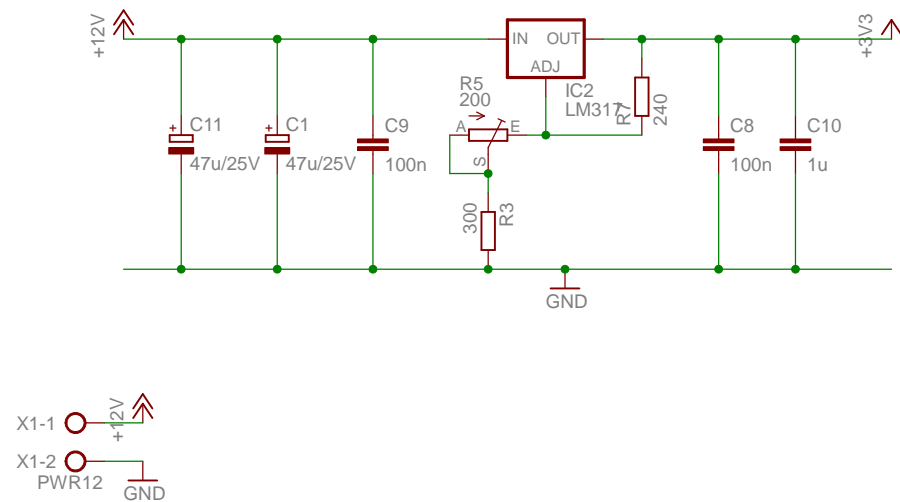 +12V
+3V3
IN OUT
ADJ
IC2
LM317
R5
200
A
E
S
R7
240
C11
47u/25V
C1
47u/25V
C9
100n
300
R3
C8
100n
C10
1u
GND
X1-1
+12V
X1-2
PWR12
GND